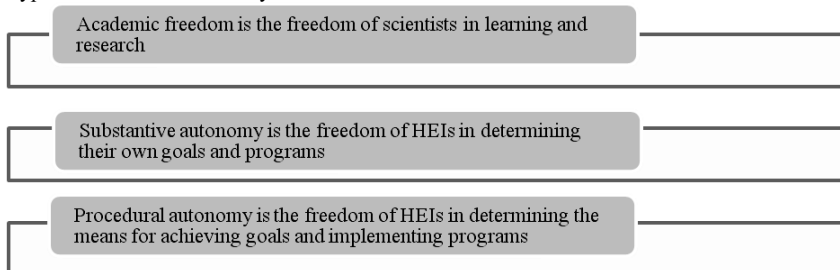 Academic freedom is the freedom of scientists in learning and
research
Substantive autonomy is the freedom of HEIs in determining
their own goals and programs
Procedural autonomy is the freedom of HEIs in determining the
means for achieving goals and implementing programs